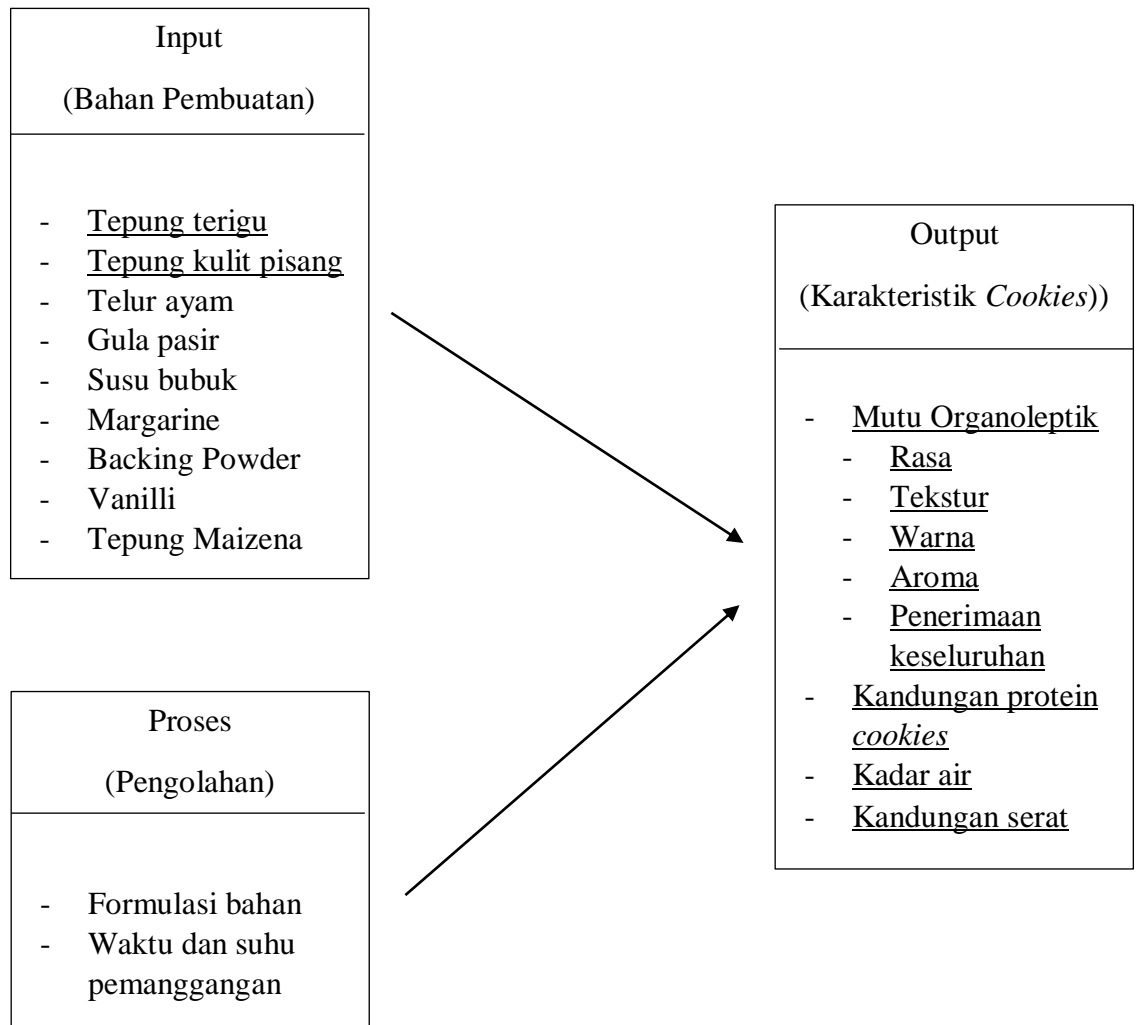 Input
(Bahan Pembuatan)
- Tepung terigu
- Tepung kulit pisang
- Telur ayam
- Gula pasir
- Susu bubuk
- Margarine
- Backing Powder
- Vanilli
- Tepung Maizena
Proses
(Pengolahan)
- Formulasi bahan
- Waktu dan suhu
pemanggangan
Output
(Karakteristik Cookies))
- Mutu Organoleptik
- Rasa
- Tekstur
- Warna
- Aroma
- Penerimaan
keseluruhan
- Kandungan protein
cookies
- Kadar air
- Kandungan serat